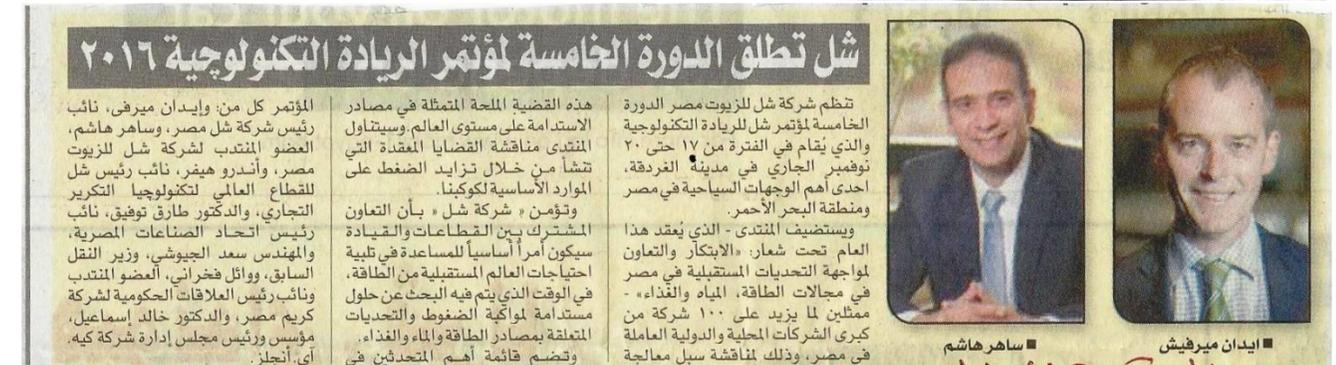 شل تطلق الدورة الخامسة لمؤتمر الريادة التكنولوجية ٢٠١٦
تنظم شركة شل للزيوت مصر الدورة
الخامسة لمؤتمر شل للريادة التكنولوجية
والذي يُقام في الفترة من ١٧ حتى ٢٠
نوفمبر الجاري في مدينة الغردقة،
احدى أهم الوجهات السياحية في مصر
ومنطقة البحر الأحمر.
ويستضيف المنتدى - الذي يُعقد هذا
العام تحت شعار: «الابتكار والتعاون
لمواجهة التحديات المستقبلية في مصر
في مجالات الطاقة، المياه والغذاء» -
ممثلين لما يزيد على ١٠٠ شركة من
كبرى الشركات المحلية والدولية العاملة
في مصر، وذلك لمناقشة سبل معالجة
هذه القضية الملحة المتمثلة في مصادر
الاستدامة على مستوى العالم.وسيتناول
المنتدى مناقشة القضايا المعقدة التي
تنشأ من خلال تزايد الضغط على
الموارد الأساسية لكوكبنا.
وتؤمن « شركة شل » بأن التعاون
المشترك بين القطاعات والقيادة
سيكون أمراً أساسياً للمساعدة في تلبية
احتياجات العالم المستقبلية من الطاقة،
في الوقت الذي يتم فيه البحث عن حلول
مستدامة لمواكبة الضغوط والتحديات
المتعلقة بمصادر الطاقة والماء والغذاء.
وتضم قائمة أهم المتحدثين في
المؤتمر كل من: وإيدان ميرفى، نائب
رئيس شركة شل مصر، وساهر هاشم،
العضو المنتدب لشركة شل للزيوت
مصر، وأندرو هيفر، نائب رئيس شل
للقطاع العالمي لتكنولوچيا التكرير
التجاري، والدكتور طارق توفيق، نائب
رئيس اتحاد الصناعات المصرية،
والمهندس سعد الجيوشي، وزير النقل
السابق، ووائل فخراني، العضو المنتدب
ونائب رئيس العلاقات الحكومية لشركة
كريم مصر، والدكتور خالد إسماعيل،
مؤسس ورئيس مجلس إدارة شركة كيه.
آي. أنجلز.
■ ساهر هاشم
■ ايدان ميرفيش